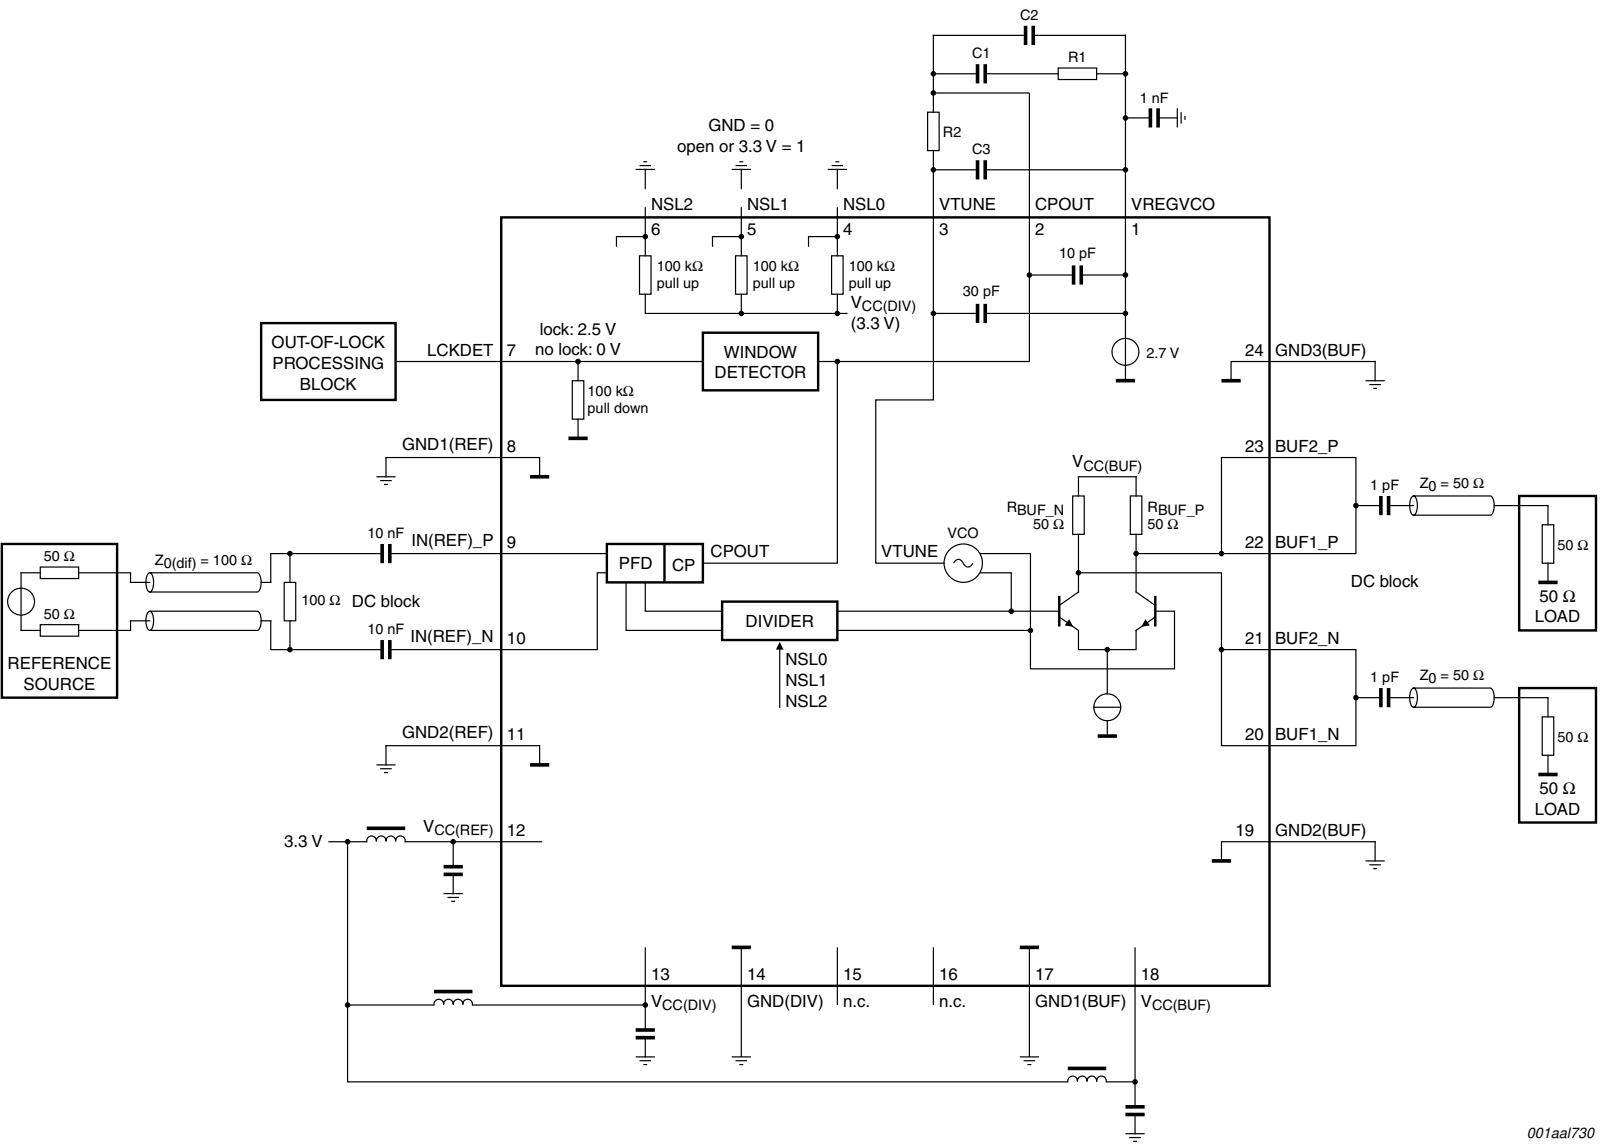 C2
C1
R1
1 nF
R2
C3
GND = 0
open or 3.3 V = 1
NSL2
NSL1
NSL0
VTUNE
CPOUT
VREGVCO
6
5
4
3
2
1
100 kΩ
pull up
100 kΩ
pull up
100 kΩ
pull up
VCC(DIV)
(3.3 V)
10 pF
30 pF
2.7 V
OUT-OF-LOCK
PROCESSING
BLOCK
LCKDET
7
lock: 2.5 V
no lock: 0 V
100 kΩ
pull down
WINDOW
DETECTOR
24
GND3(BUF)
GND1(REF)
8
23
BUF2_P
VCC(BUF)
RBUF_N
50 Ω
RBUF_P
50 Ω
1 pF
Z0 = 50 Ω
50 Ω
50 Ω
LOAD
22
BUF1_P
DC block
50 Ω
50 Ω
REFERENCE
SOURCE
Z0(dif) = 100 Ω
100 Ω
DC block
10 nF
IN(REF)_P
9
10 nF
IN(REF)_N
10
PFD
CP
CPOUT
VTUNE
VCO
DIVIDER
NSL0
NSL1
NSL2
21
BUF2_N
1 pF
Z0 = 50 Ω
50 Ω
50 Ω
LOAD
20
BUF1_N
GND2(REF)
11
3.3 V
VCC(REF)
12
19
GND2(BUF)
13
14
15
16
17
18
VCC(DIV)
GND(DIV)
n.c.
n.c.
GND1(BUF)
VCC(BUF)
001aal730